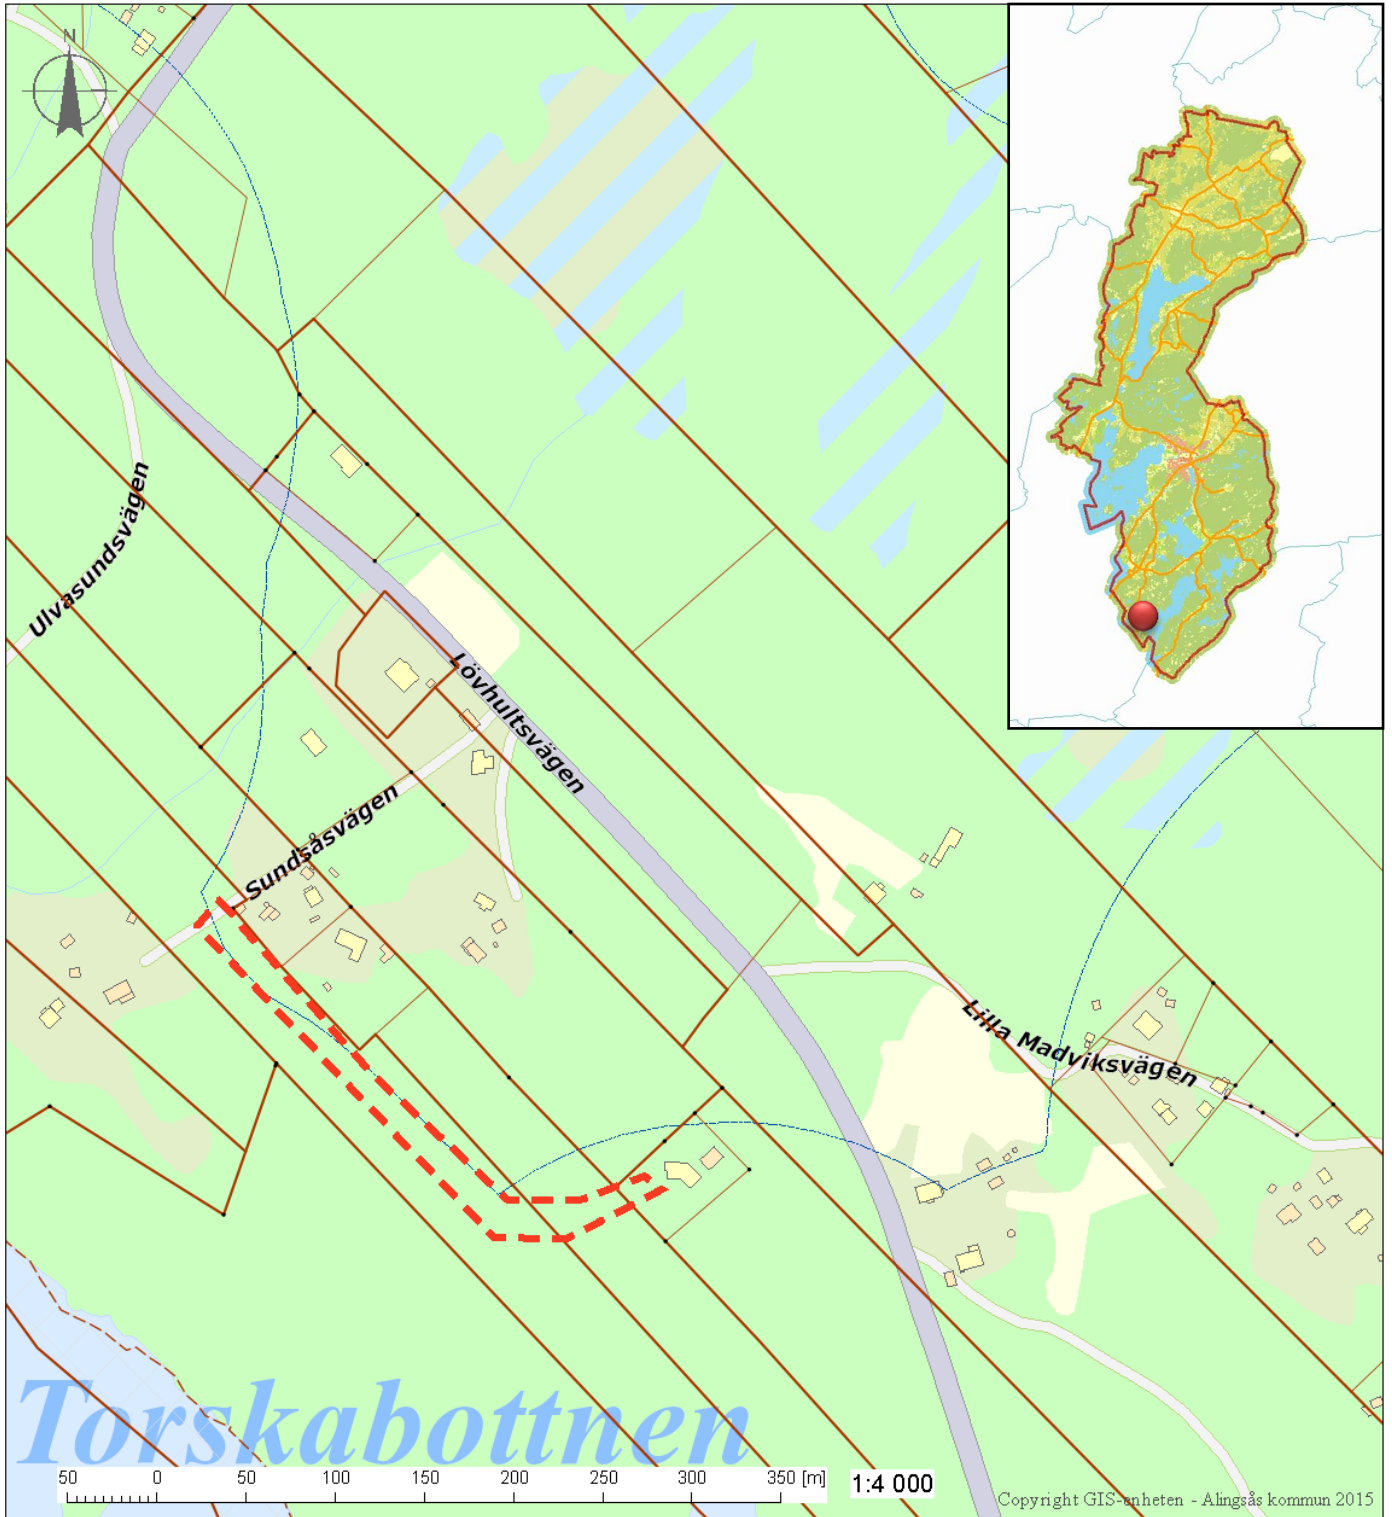 N
Ulvasundsvägen
Lövhultsvägen
Sundsåsvägen
Lilla Madviksvägen
Torskabottnen
50 0 50 100 150 200 250 300 350 [m]
1:4 000
Copyright GIS-enheten - Alingsås kommun 2015